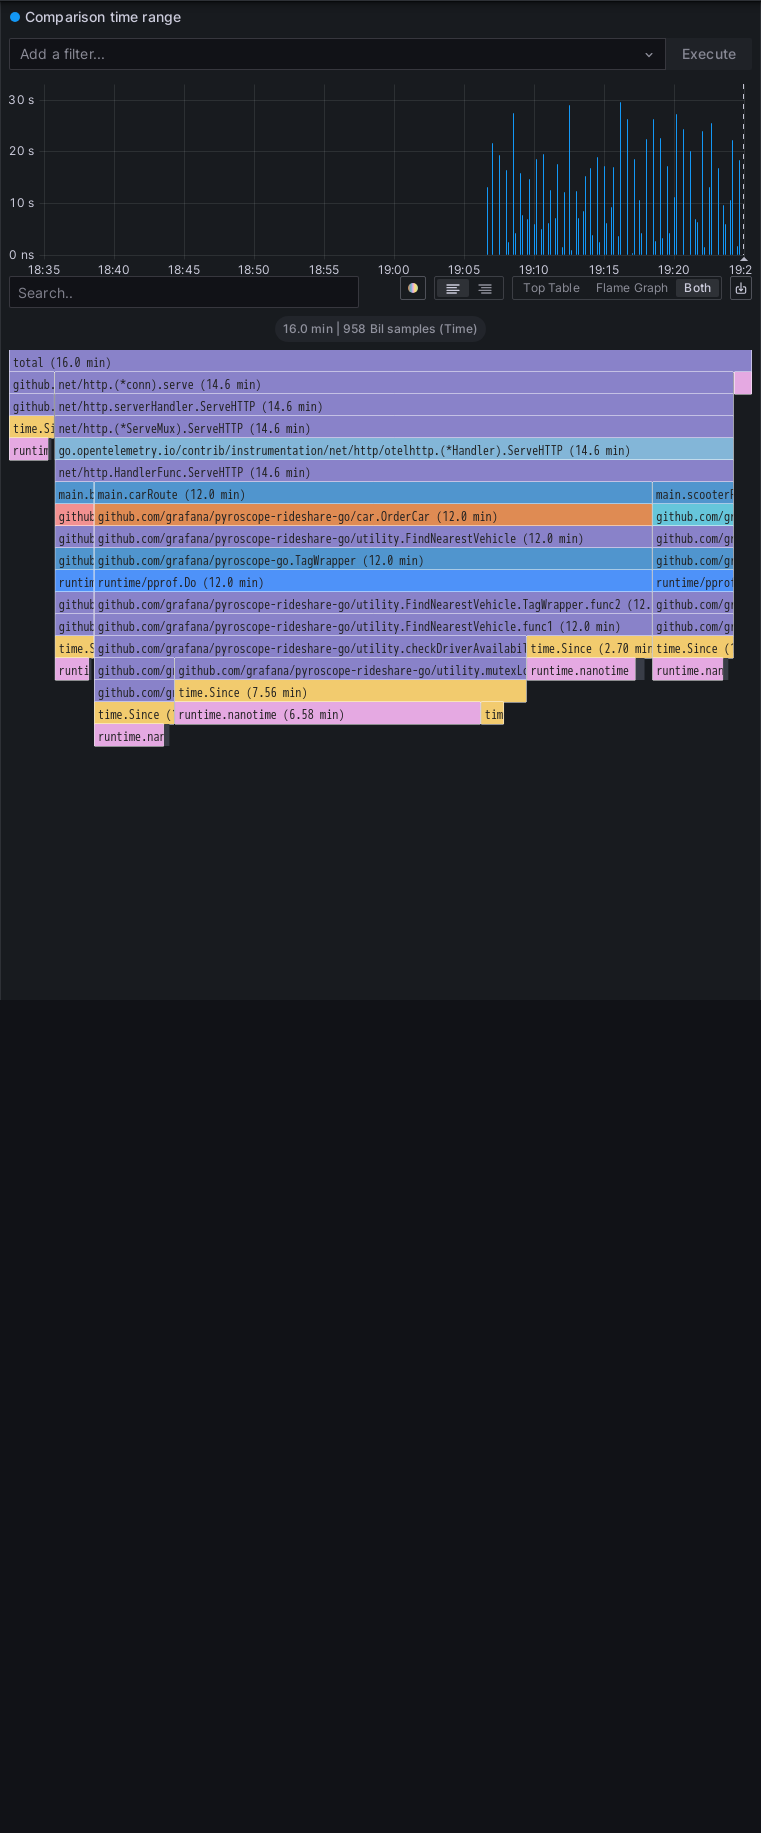 Comparison time range
Add a filter...
Execute
30 s
20 s
10 s
0 ns
18:35 18:40 18:45 18:50 18:55 19:00 19:05 19:10 19:15 19:20 19:2
Search..
Top Table Flame Graph Both
16.0 min | 958 Bil samples (Time)
total (16.0 min)
github. net/http.(*conn).serve (14.6 min)
github. net/http.serverHandler.ServeHTTP (14.6 min)
time.Si net/http.(*ServeMux).ServeHTTP (14.6 min)
runtim go.opentelemetry.io/contrib/instrumentation/net/http/otelhttp.(*Handler).ServeHTTP (14.6 min)
net/http.HandlerFunc.ServeHTTP (14.6 min)
main.b main.carRoute (12.0 min) main.scooterR
github github.com/grafana/pyroscope-rideshare-go/car.OrderCar (12.0 min) github.com/gr
github github.com/grafana/pyroscope-rideshare-go/utility.FindNearestVehicle (12.0 min) github.com/gr
github github.com/grafana/pyroscope-go.TagWrapper (12.0 min) github.com/gr
runtim runtime/pprof.Do (12.0 min) runtime/pprof
github github.com/grafana/pyroscope-rideshare-go/utility.FindNearestVehicle.TagWrapper.func2 (12. github.com/gr
github github.com/grafana/pyroscope-rideshare-go/utility.FindNearestVehicle.func1 (12.0 min) github.com/gr
time.S github.com/grafana/pyroscope-rideshare-go/utility.checkDriverAvailabil time.Since (2.70 min time.Since (1
runti github.com/gr github.com/grafana/pyroscope-rideshare-go/utility.mutexLo runtime.nanotime runtime.nan
github.com/gr time.Since (7.56 min)
time.Since (1 runtime.nanotime (6.58 min) tim
runtime.nan